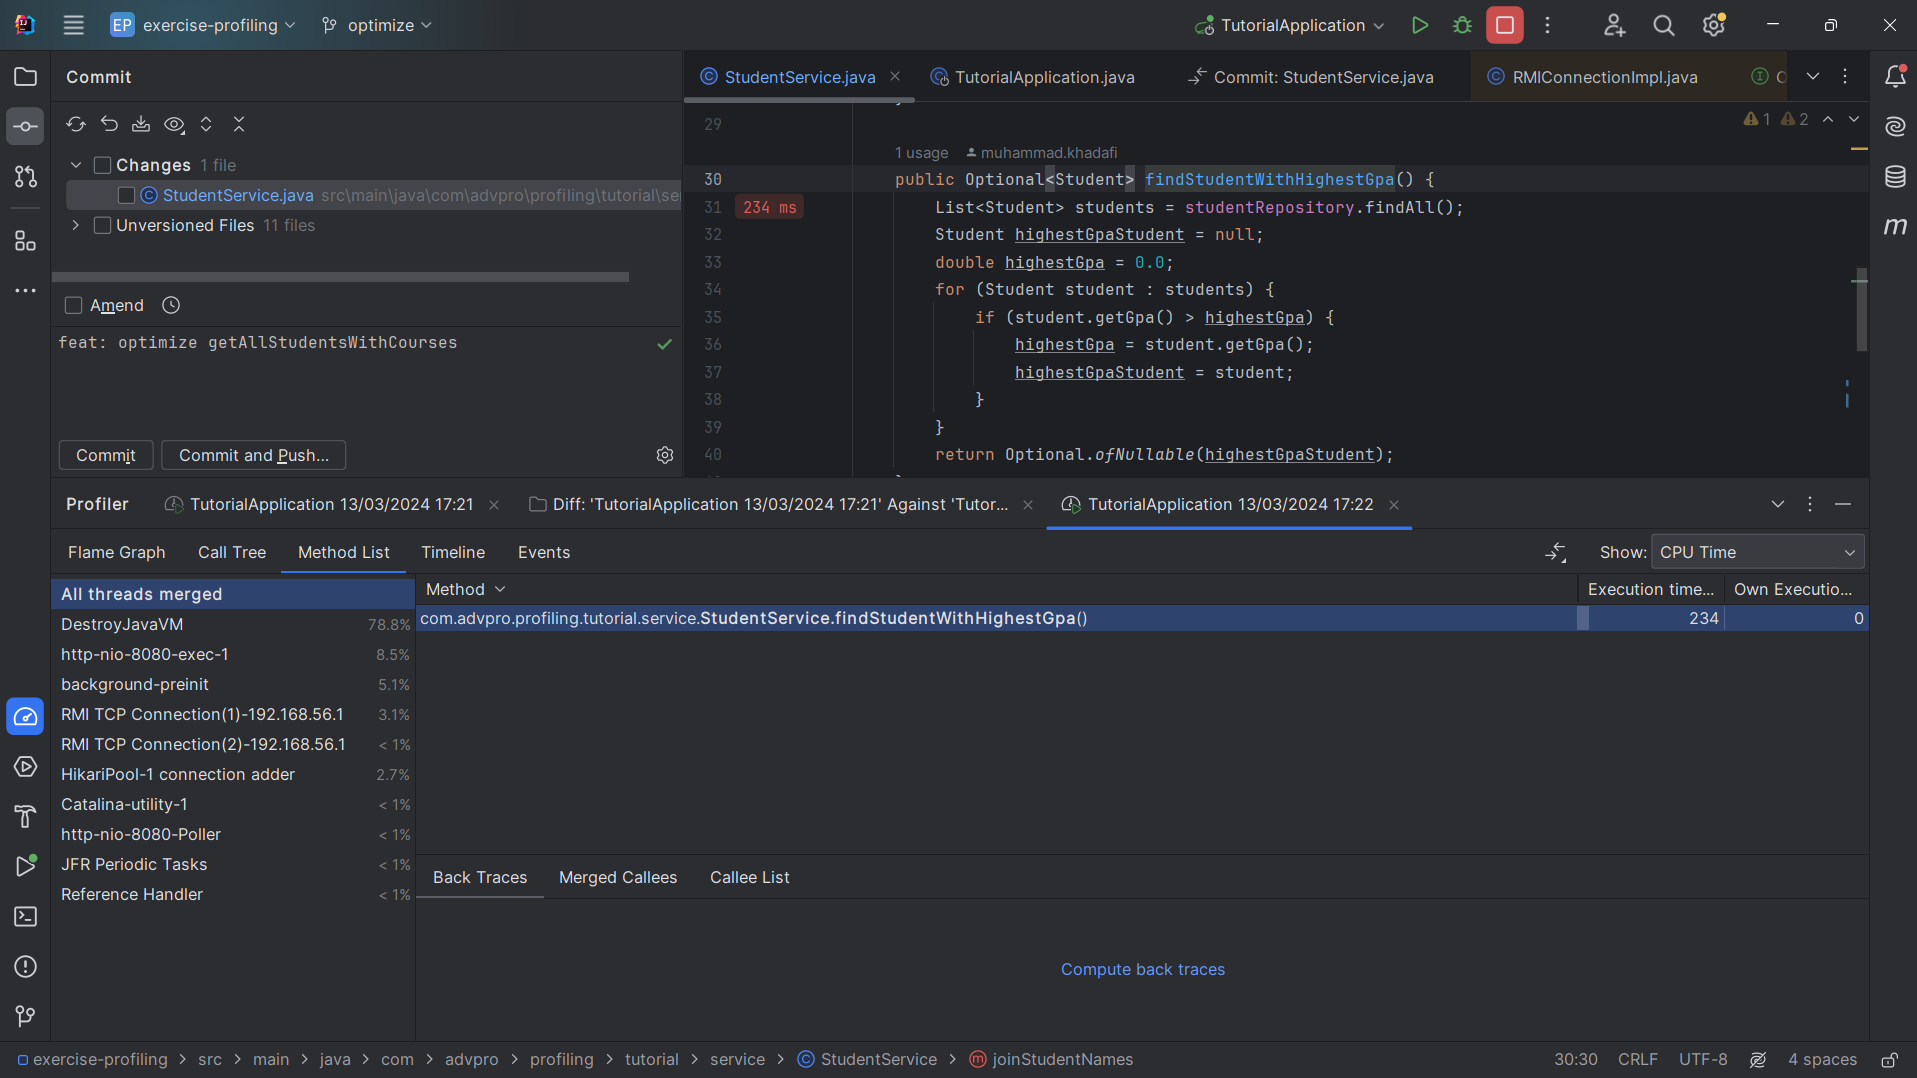 EP exercise-profiling optimize TutorialApplication
Commit
Changes 1 file
StudentService.java src\main\java\com\advpro\profiling\tutorial\se
Unversioned Files 11 files
Amend
feat: optimize getAllStudentsWithCourses
Commit Commit and Push...
StudentService.java TutorialApplication.java Commit: StudentService.java RMIConnectionImpl.java
1 2
29
1 usage muhammad.khadafi
30 public Optional<Student> findStudentWithHighestGpa() {
31 234 ms List<Student> students = studentRepository.findAll();
32 Student highestGpaStudent = null;
33 double highestGpa = 0.0;
34 for (Student student : students) {
35 if (student.getGpa() > highestGpa) {
36 highestGpa = student.getGpa();
37 highestGpaStudent = student;
38 }
39 }
40 return Optional.ofNullable(highestGpaStudent);
Profiler TutorialApplication 13/03/2024 17:21 Diff: 'TutorialApplication 13/03/2024 17:21' Against 'Tutor... TutorialApplication 13/03/2024 17:22
Flame Graph Call Tree Method List Timeline Events Show: CPU Time
All threads merged
DestroyJavaVM 78.8%
http-nio-8080-exec-1 8.5%
background-preinit 5.1%
RMI TCP Connection(1)-192.168.56.1 3.1%
RMI TCP Connection(2)-192.168.56.1 < 1%
HikariPool-1 connection adder 2.7%
Catalina-utility-1 < 1%
http-nio-8080-Poller < 1%
JFR Periodic Tasks < 1%
Reference Handler < 1%
Method Execution time... Own Executio...
com.advpro.profiling.tutorial.service.StudentService.findStudentWithHighestGpa() 234 0
Back Traces Merged Callees Callee List
Compute back traces
exercise-profiling > src > main > java > com > advpro > profiling > tutorial > service > StudentService > joinStudentNames 30:30 CRLF UTF-8 4 spaces